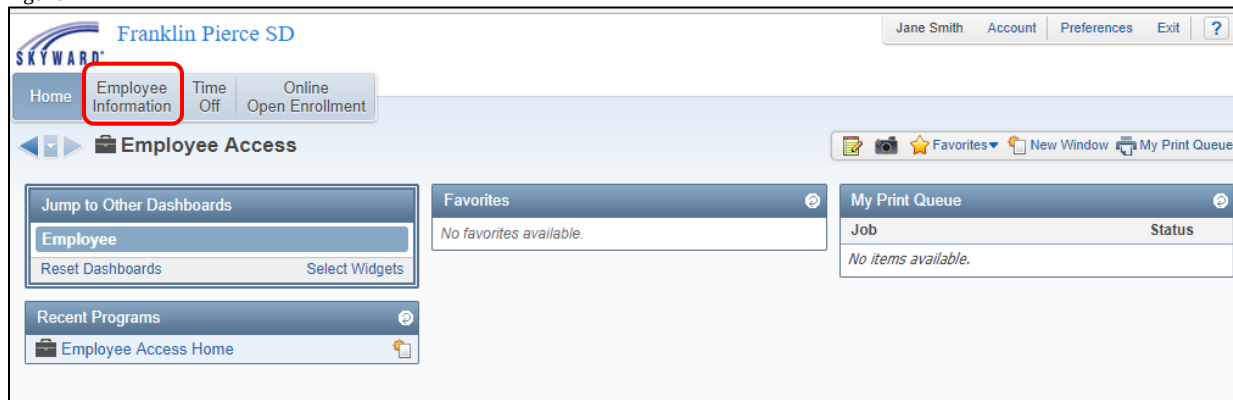 Franklin Pierce SD
Jane Smith Account Preferences Exit ?
SKYWARD
Home Employee Information Time Off Online Open Enrollment
Employee Access
Favorites New Window My Print Queue
Jump to Other Dashboards
Employee
Reset Dashboards Select Widgets
Recent Programs
Employee Access Home
Favorites
No favorites available.
My Print Queue
Job Status
No items available.